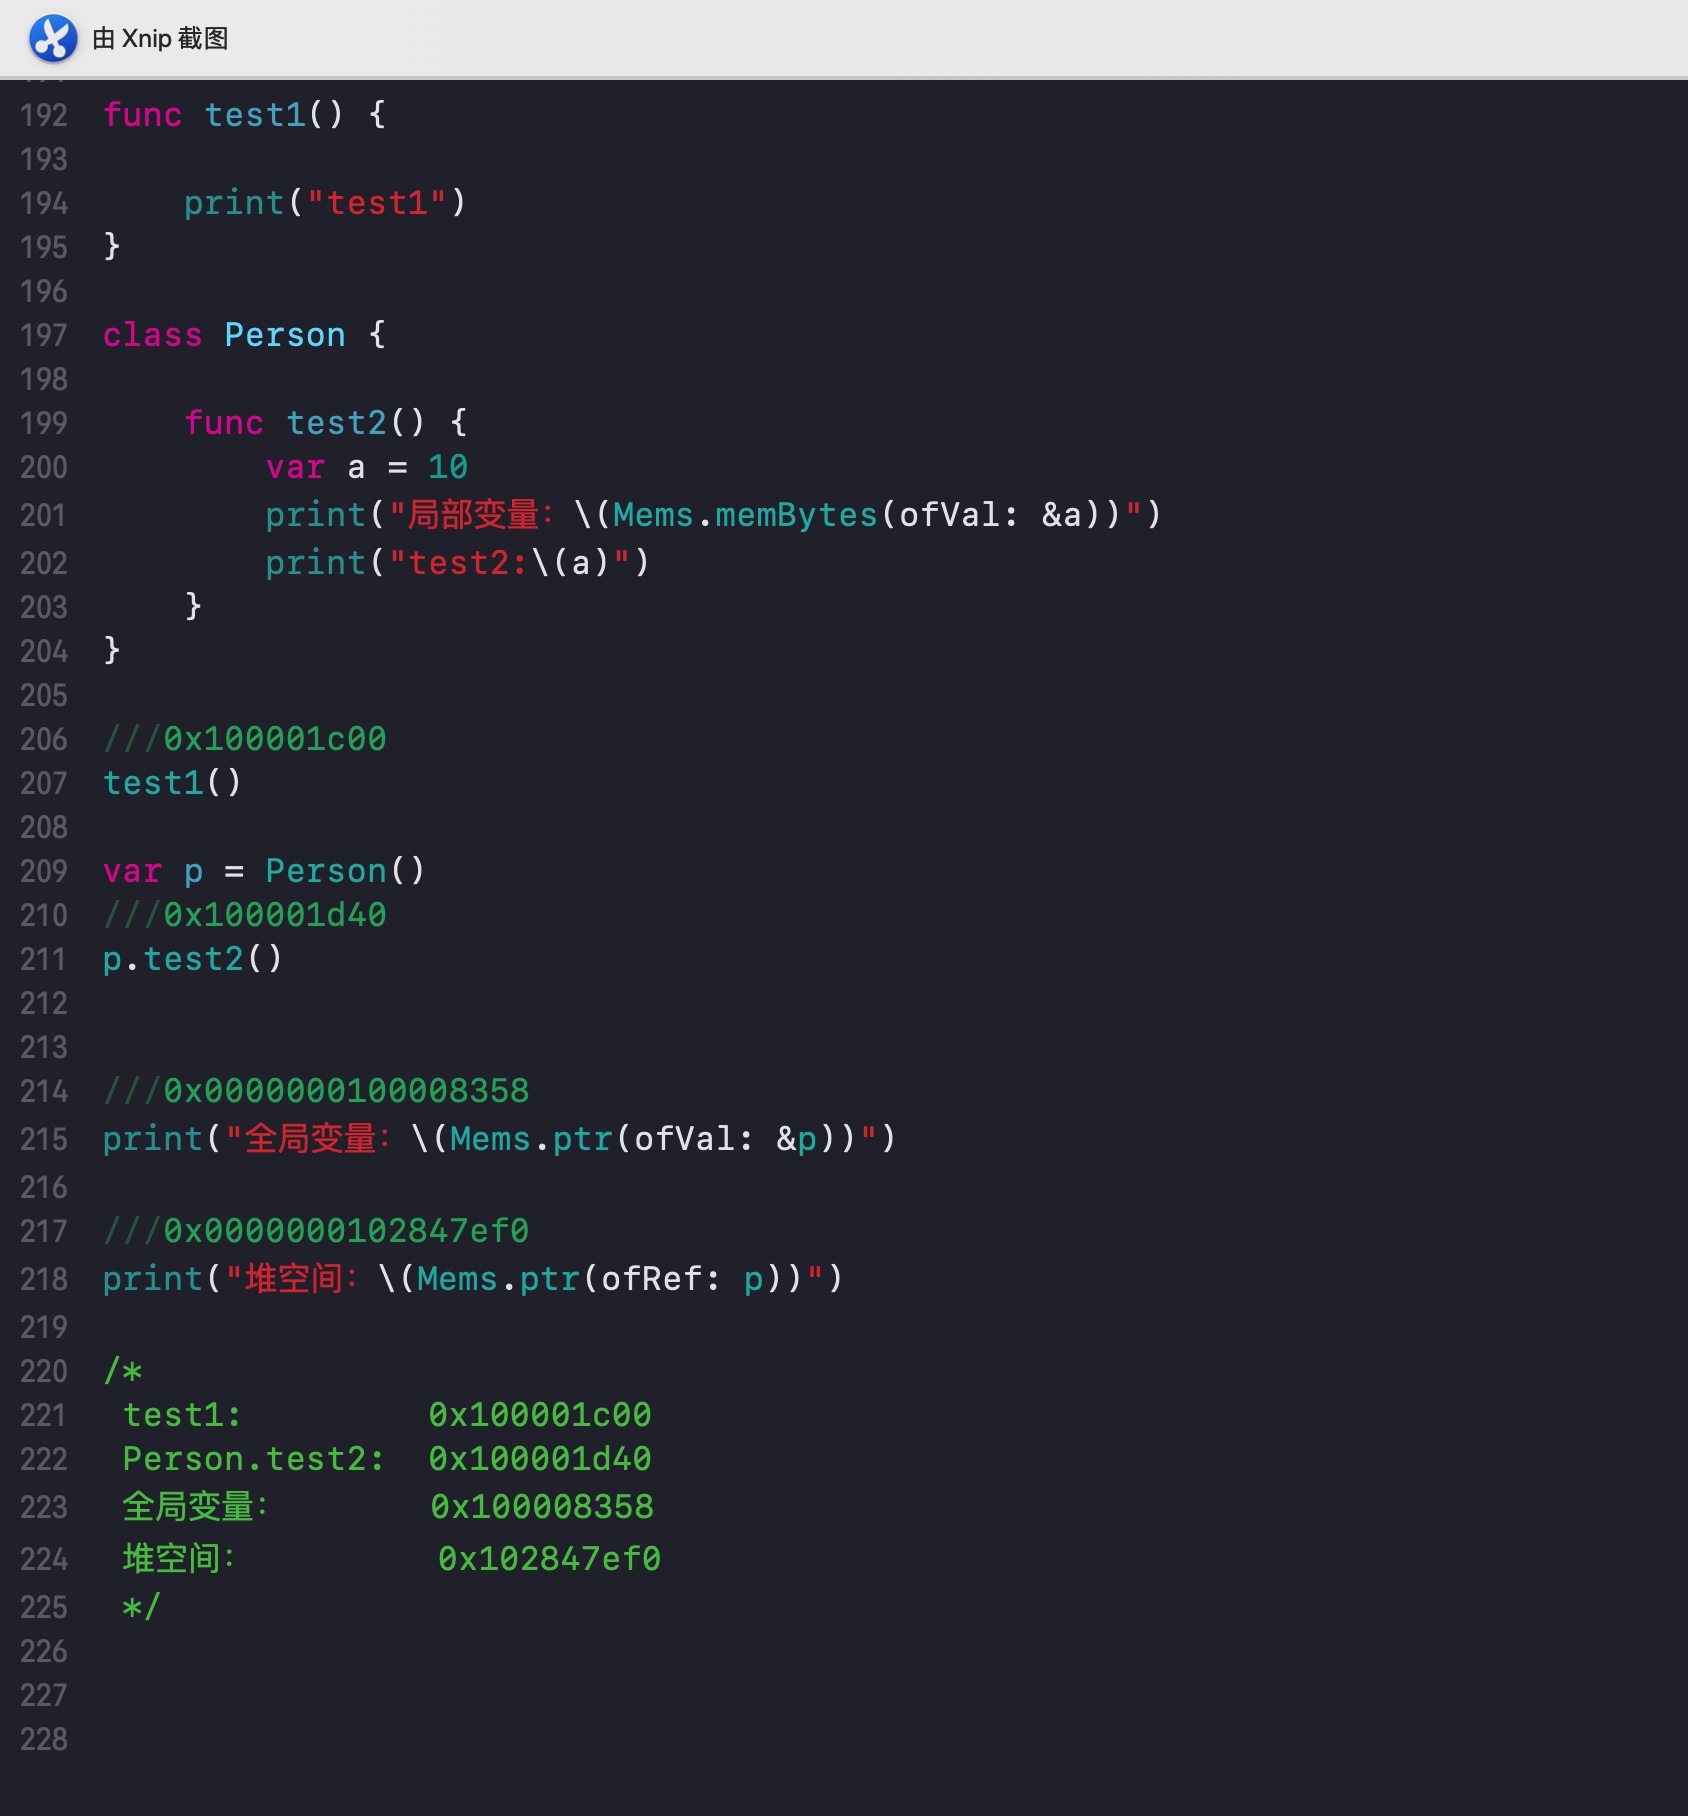 由 Xnip 截图
192 func test1() {
193
194     print("test1")
195 }
196
197 class Person {
198
199     func test2() {
200         var a = 10
201         print("局部变量：\(Mems.memBytes(ofVal: &a))")
202         print("test2:\(a)")
203     }
204 }
205
206 ///0x100001c00
207 test1()
208
209 var p = Person()
210 ///0x100001d40
211 p.test2()
212
213
214 ///0x0000000100008358
215 print("全局变量：\(Mems.ptr(ofVal: &p))")
216
217 ///0x0000000102847ef0
218 print("堆空间：\(Mems.ptr(ofRef: p))")
219
220 /*
221  test1:         0x100001c00
222  Person.test2:  0x100001d40
223  全局变量：        0x100008358
224  堆空间：          0x102847ef0
225  */
226
227
228